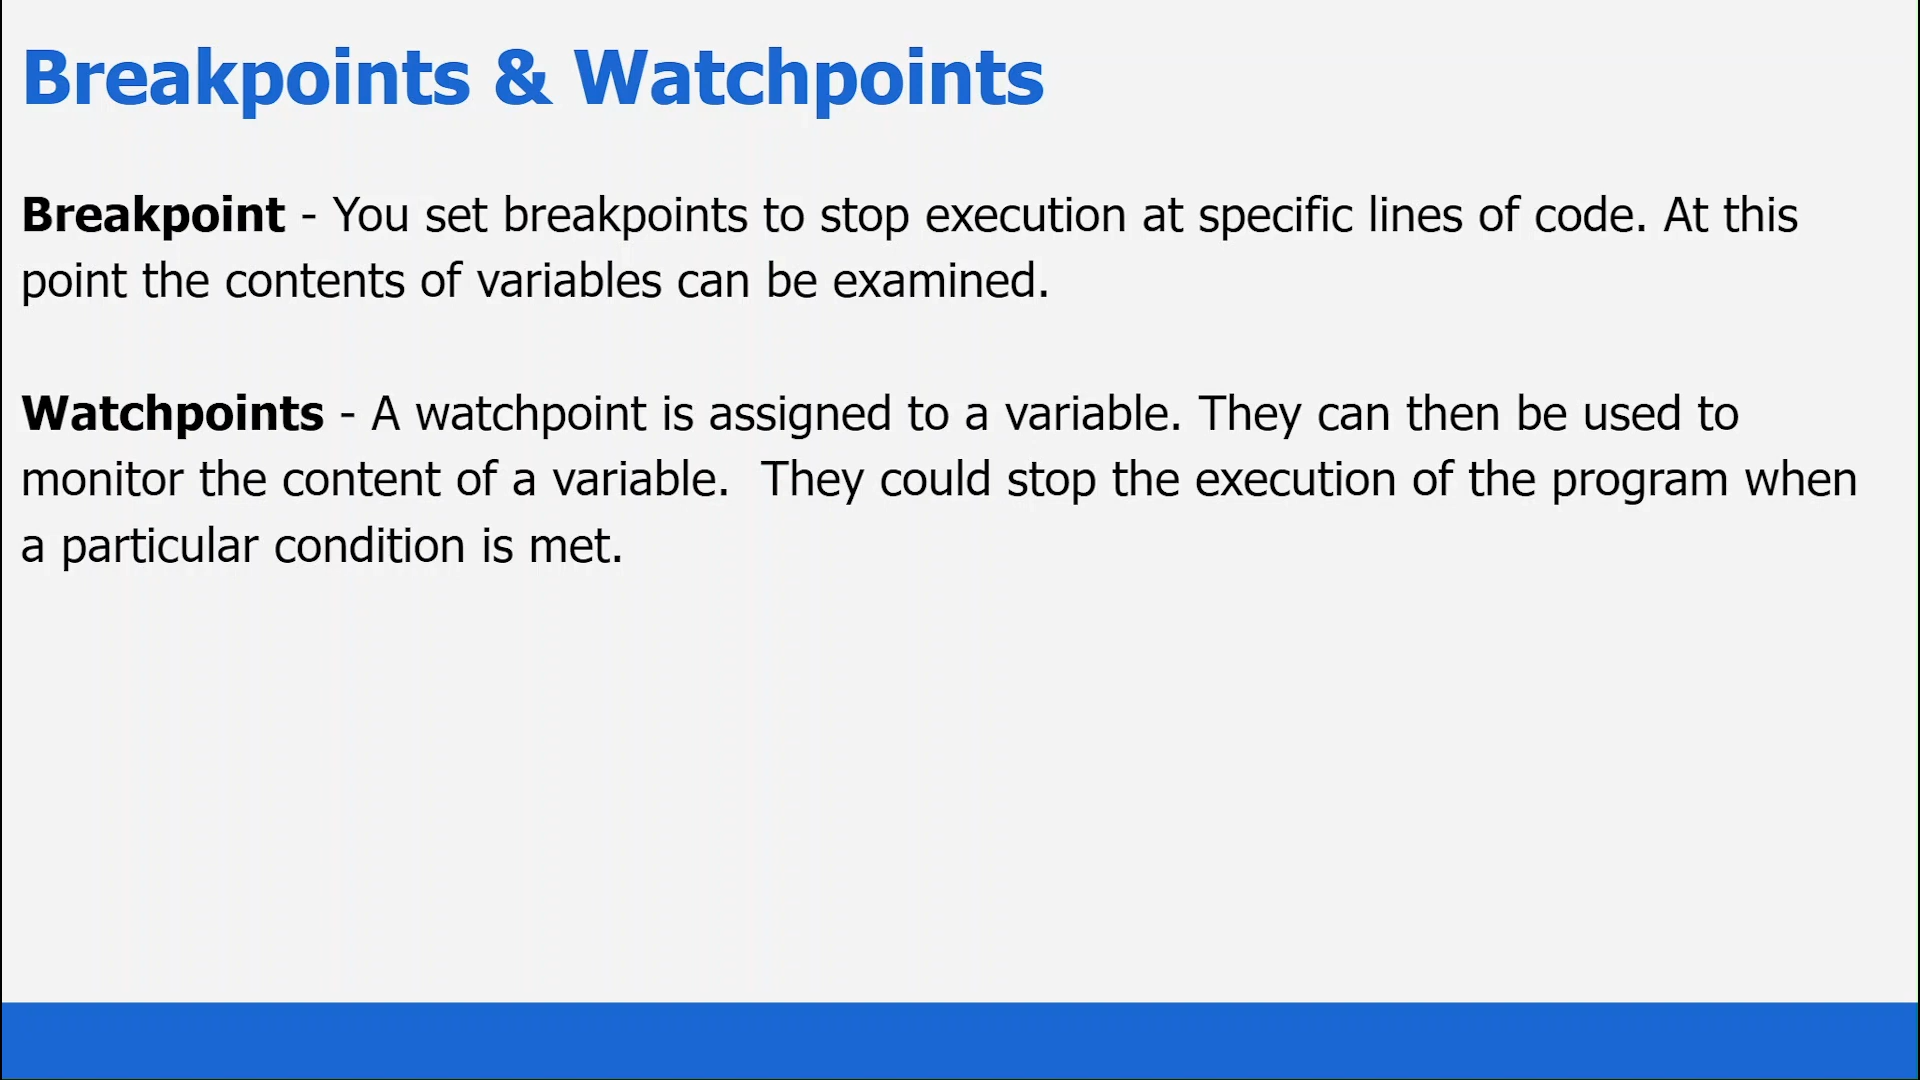 Breakpoints & Watchpoints
Breakpoint - You set breakpoints to stop execution at specific lines of code. At this
point the contents of variables can be examined.
Watchpoints - A watchpoint is assigned to a variable. They can then be used to
monitor the content of a variable.  They could stop the execution of the program when
a particular condition is met.